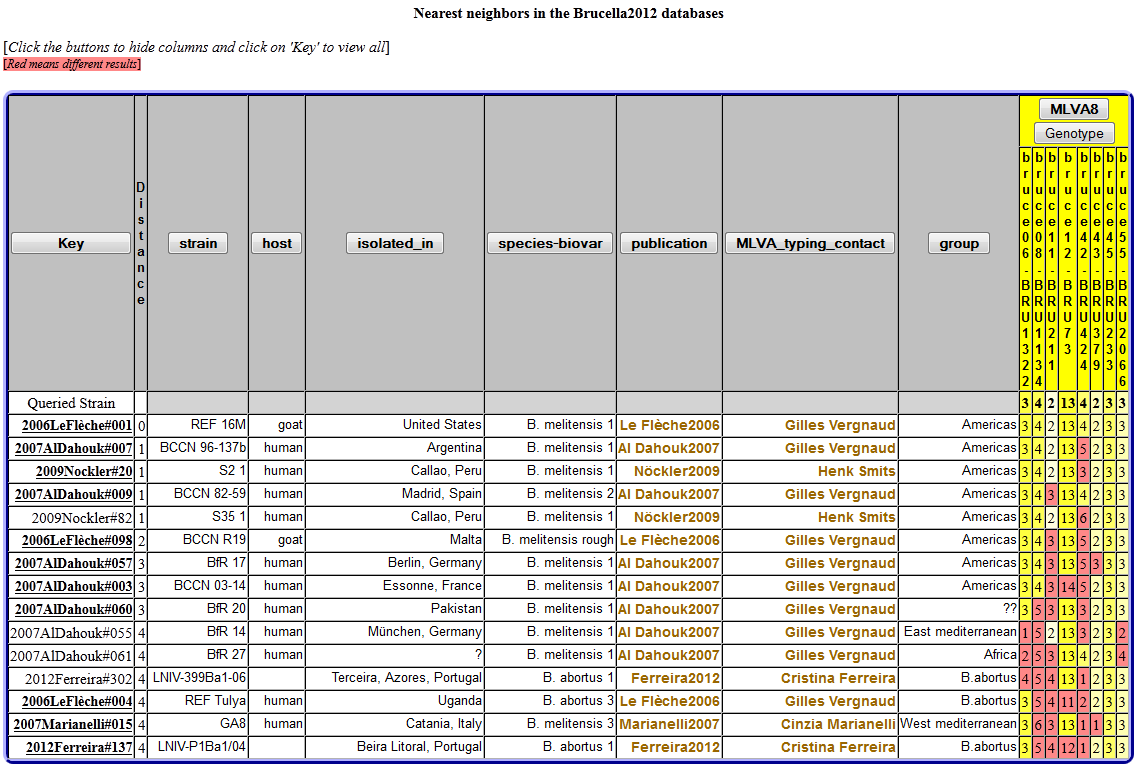 Nearest neighbors in the Brucella2012 databases
[Click the buttons to hide columns and click on 'Key' to view all]
[Red means different results]
MLVA8
Genotype
Key Distance strain host isolated_in species-biovar publication MLVA_typing_contact group bruce06-BRU1322 bruce08-BRU1134 bruce11-BRU211 bruce12-BRU73 bruce42-BRU424 bruce43-BRU379 bruce45-BRU233 bruce55-BRU2066
Queried Strain 3 4 2 13 4 2 3 3
2006LeFlèche#001 0 REF 16M goat United States B. melitensis 1 Le Flèche2006 Gilles Vergnaud Americas 3 4 2 13 4 2 3 3
2007AlDahouk#007 1 BCCN 96-137b human Argentina B. melitensis 1 Al Dahouk2007 Gilles Vergnaud Americas 3 4 2 13 5 2 3 3
2009Nockler#20 1 S2 1 human Callao, Peru B. melitensis 1 Nöckler2009 Henk Smits Americas 3 4 2 13 3 2 3 3
2007AlDahouk#009 1 BCCN 82-59 human Madrid, Spain B. melitensis 2 Al Dahouk2007 Gilles Vergnaud Americas 3 4 3 13 4 2 3 3
2009Nockler#82 1 S35 1 human Callao, Peru B. melitensis 1 Nöckler2009 Henk Smits Americas 3 4 2 13 6 2 3 3
2006LeFlèche#098 2 BCCN R19 goat Malta B. melitensis rough Le Flèche2006 Gilles Vergnaud Americas 3 4 3 13 5 2 3 3
2007AlDahouk#057 3 BfR 17 human Berlin, Germany B. melitensis 1 Al Dahouk2007 Gilles Vergnaud Americas 3 4 3 13 5 3 3 3
2007AlDahouk#003 3 BCCN 03-14 human Essonne, France B. melitensis 1 Al Dahouk2007 Gilles Vergnaud Americas 3 4 3 14 5 2 3 3
2007AlDahouk#060 3 BfR 20 human Pakistan B. melitensis 1 Al Dahouk2007 Gilles Vergnaud ?? 3 5 3 13 3 2 3 3
2007AlDahouk#055 4 BfR 14 human München, Germany B. melitensis 1 Al Dahouk2007 Gilles Vergnaud East mediterranean 1 5 2 13 3 2 3 2
2007AlDahouk#061 4 BfR 27 human ? B. melitensis 1 Al Dahouk2007 Gilles Vergnaud Africa 2 5 3 13 4 2 3 4
2012Ferreira#302 4 LNIV-399Ba1-06 Terceira, Azores, Portugal B. abortus 1 Ferreira2012 Cristina Ferreira B.abortus 4 5 4 13 1 2 3 3
2006LeFlèche#004 4 REF Tulya human Uganda B. abortus 3 Le Flèche2006 Gilles Vergnaud B.abortus 3 5 4 11 2 2 3 3
2007Marianelli#015 4 GA8 human Catania, Italy B. melitensis 3 Marianelli2007 Cinzia Marianelli West mediterranean 3 6 3 13 1 1 3 3
2012Ferreira#137 4 LNIV-P1Ba1/04 Beira Litoral, Portugal B. abortus 1 Ferreira2012 Cristina Ferreira B.abortus 3 5 4 12 1 2 3 3